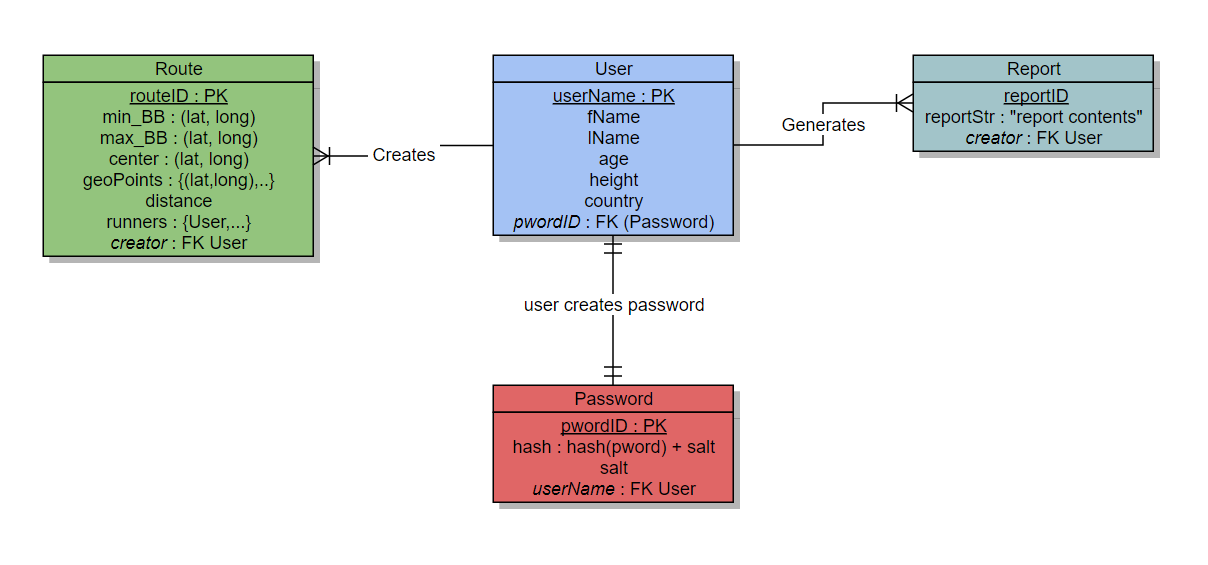 Route
routeID : PK
min_BB : (lat, long)
max_BB : (lat, long)
center : (lat, long)
geoPoints : {(lat,long),..}
distance
runners : {User,...}
creator : FK User
Creates
User
userName : PK
fName
lName
age
height
country
pwordID : FK (Password)
Generates
Report
reportID
reportStr : "report contents"
creator : FK User
user creates password
Password
pwordID : PK
hash : hash(pword) + salt
salt
userName : FK User